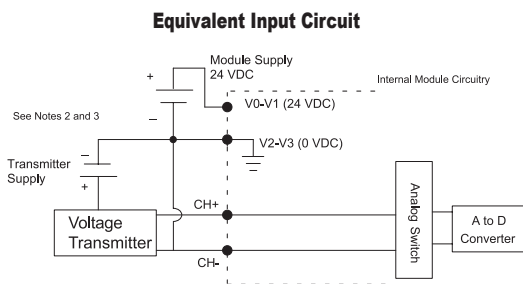 Equivalent Input Circuit
Module Supply
24 VDC
+
−
Internal Module Circuitry
V0-V1 (24 VDC)
See Notes 2 and 3
V2-V3 (0 VDC)
−
Transmitter
Supply
+
Voltage
Transmitter
CH+
CH-
Analog Switch
A to D
Converter